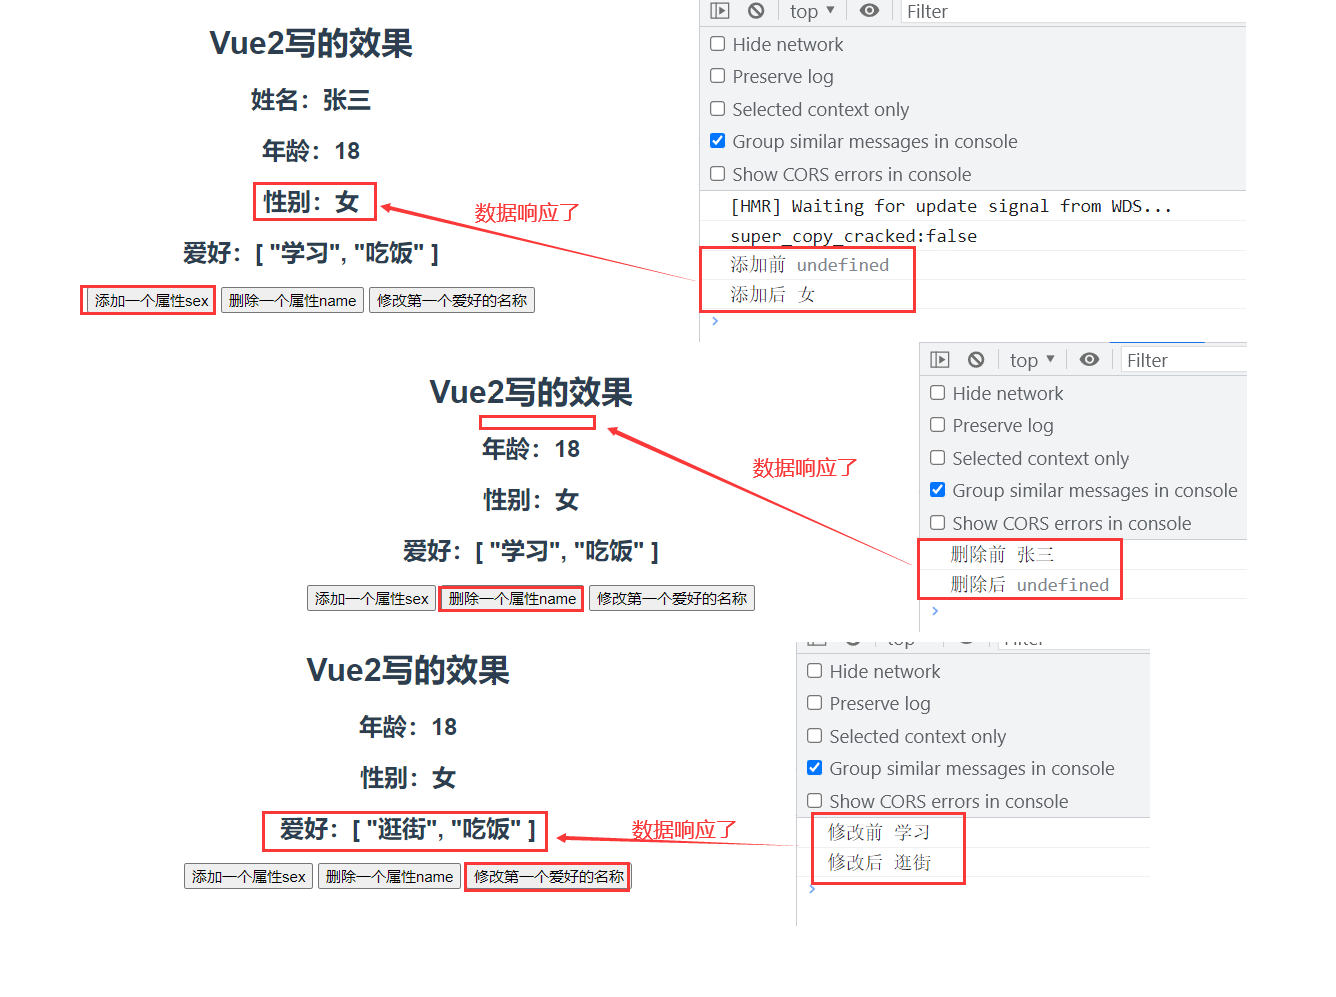 Vue2写的效果
姓名：张三
年龄：18
性别：女
爱好：[ "学习", "吃饭" ]
添加一个属性sex 删除一个属性name 修改第一个爱好的名称
数据响应了
top ▼ Filter
Hide network
Preserve log
Selected context only
Group similar messages in console
Show CORS errors in console
[HMR] Waiting for update signal from WDS...
super_copy_cracked:false
添加前 undefined
添加后 女
Vue2写的效果
年龄：18
性别：女
爱好：[ "学习", "吃饭" ]
添加一个属性sex 删除一个属性name 修改第一个爱好的名称
数据响应了
top ▼ Filter
Hide network
Preserve log
Selected context only
Group similar messages in console
Show CORS errors in console
删除前 张三
删除后 undefined
Vue2写的效果
年龄：18
性别：女
爱好：[ "逛街", "吃饭" ]
添加一个属性sex 删除一个属性name 修改第一个爱好的名称
数据响应了
top Filter
Hide network
Preserve log
Selected context only
Group similar messages in console
Show CORS errors in console
修改前 学习
修改后 逛街